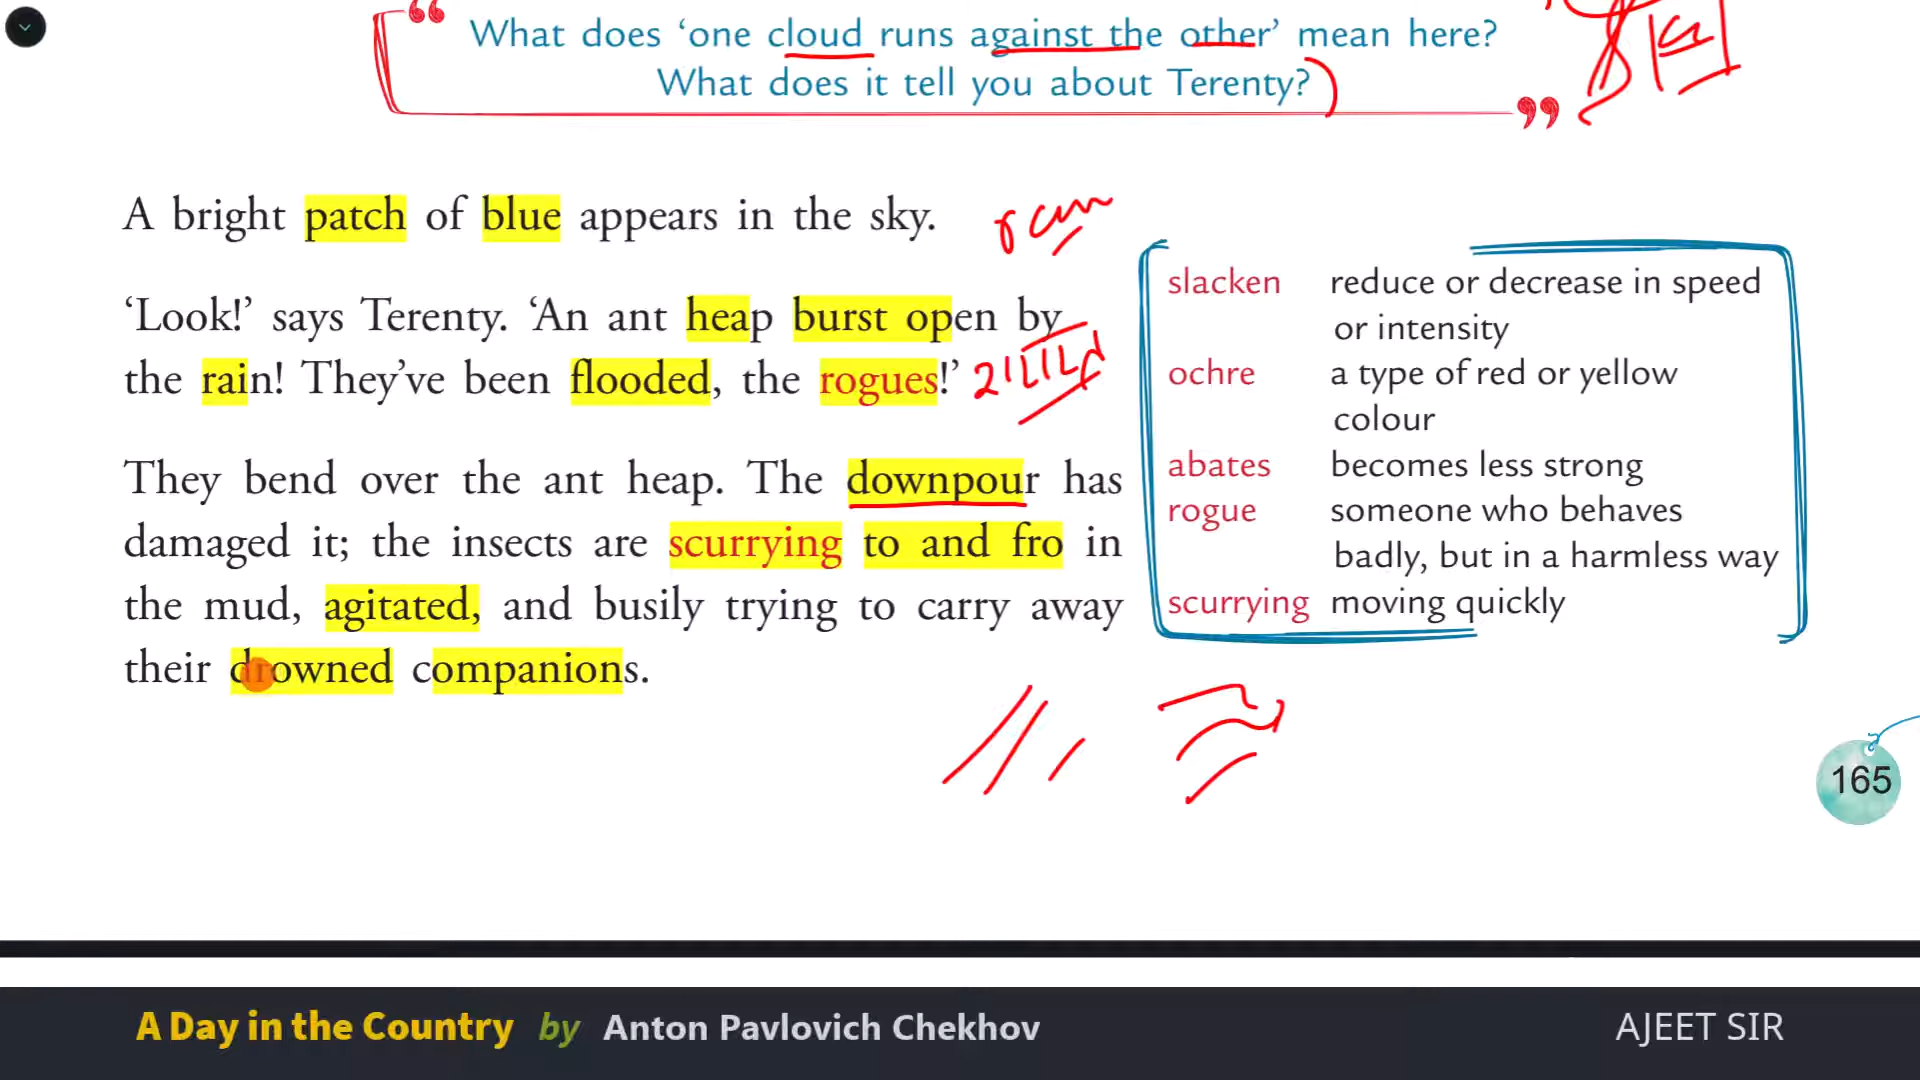 “ What does ‘one cloud runs against the other’ mean here?
What does it tell you about Terenty? ”
A bright patch of blue appears in the sky.
‘Look!’ says Terenty. ‘An ant heap burst open by
the rain! They’ve been flooded, the rogues!’
They bend over the ant heap. The downpour has
damaged it; the insects are scurrying to and fro in
the mud, agitated, and busily trying to carry away
their drowned companions.
slacken reduce or decrease in speed
or intensity
ochre a type of red or yellow
colour
abates becomes less strong
rogue someone who behaves
badly, but in a harmless way
scurrying moving quickly
165
A Day in the Country by Anton Pavlovich Chekhov
AJEET SIR